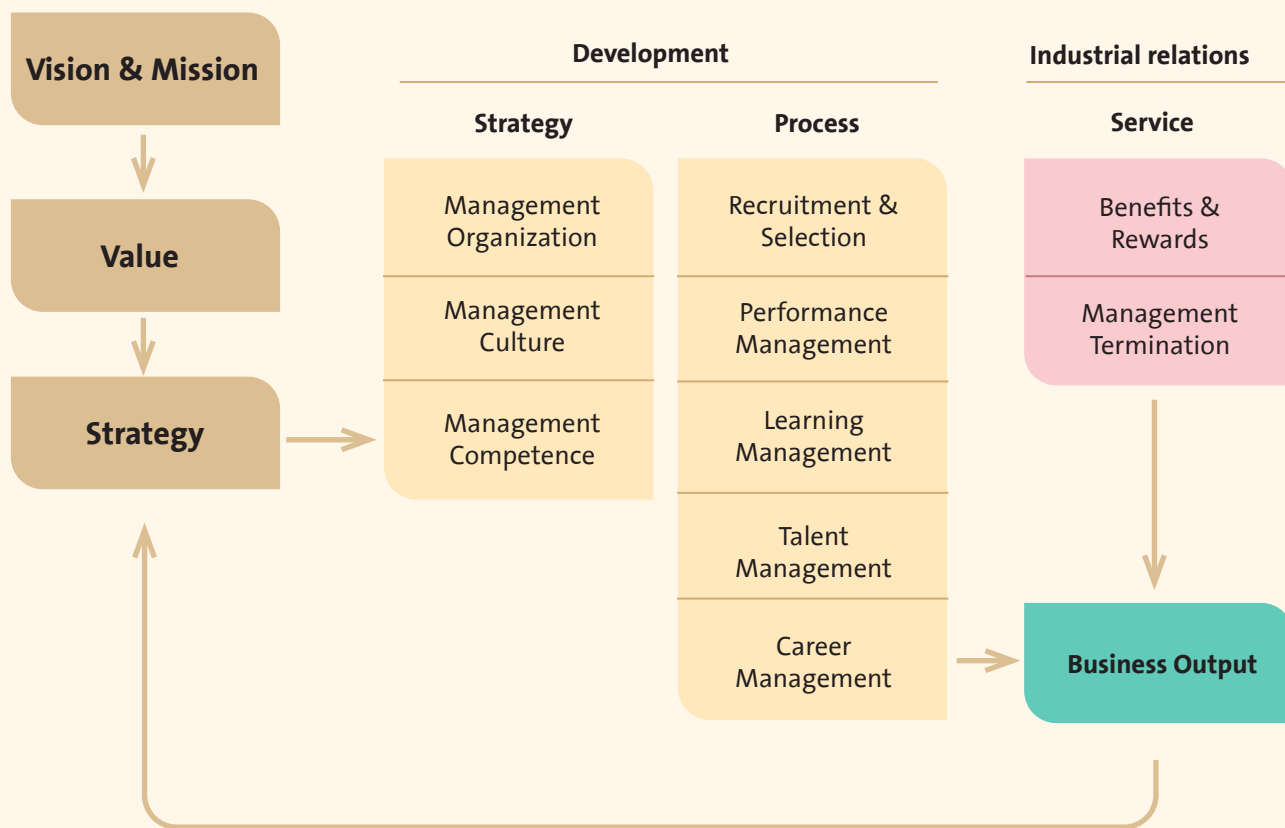 Vision & Mission
Value
Strategy
Development
Strategy
Management
Organization
Management
Culture
Management
Competence
Process
Recruitment &
Selection
Performance
Management
Learning
Management
Talent
Management
Career
Management
Industrial relations
Service
Benefits &
Rewards
Management
Termination
Business Output